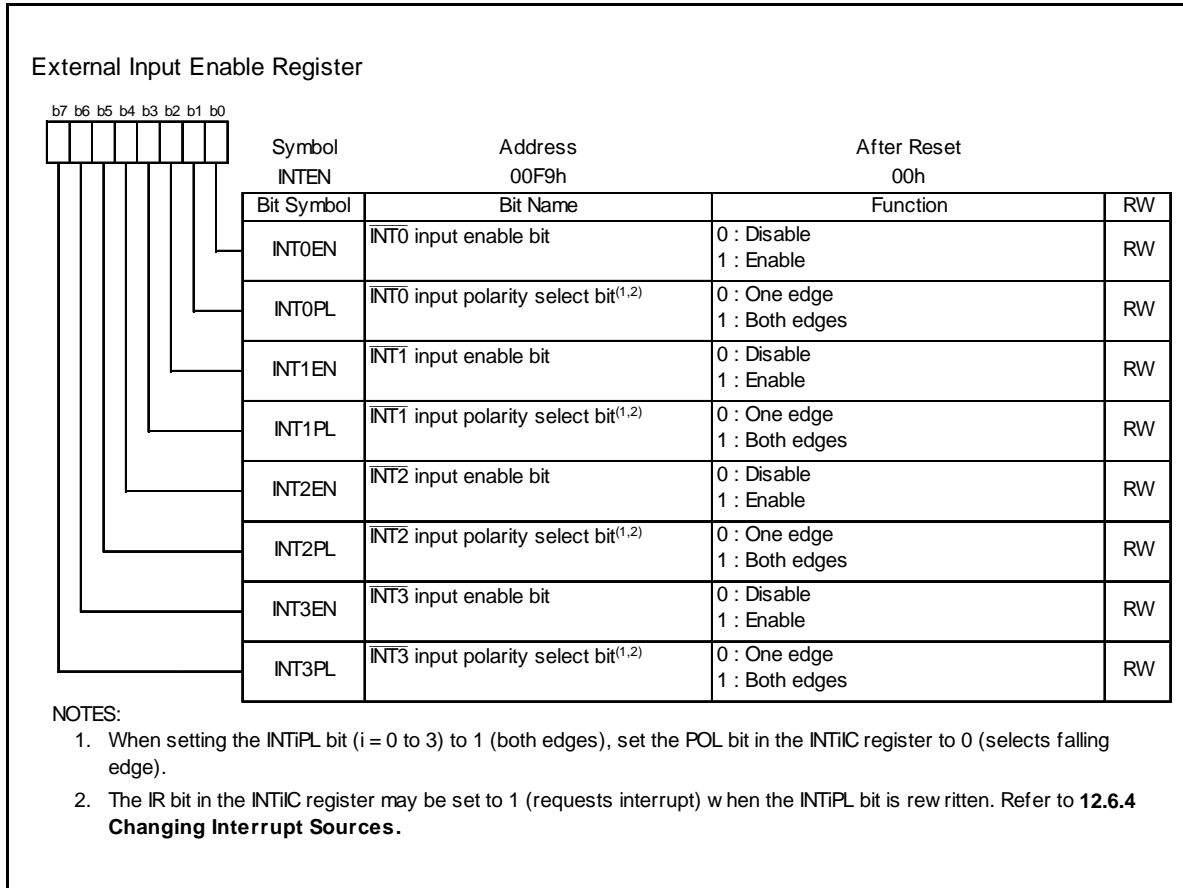 External Input Enable Register
b7 b6 b5 b4 b3 b2 b1 b0
Symbol Address After Reset
INTEN 00F9h 00h
Bit Symbol Bit Name Function RW
INT0EN INT0 input enable bit 0 : Disable
1 : Enable RW
INT0PL INT0 input polarity select bit(1,2) 0 : One edge
1 : Both edges RW
INT1EN INT1 input enable bit 0 : Disable
1 : Enable RW
INT1PL INT1 input polarity select bit(1,2) 0 : One edge
1 : Both edges RW
INT2EN INT2 input enable bit 0 : Disable
1 : Enable RW
INT2PL INT2 input polarity select bit(1,2) 0 : One edge
1 : Both edges RW
INT3EN INT3 input enable bit 0 : Disable
1 : Enable RW
INT3PL INT3 input polarity select bit(1,2) 0 : One edge
1 : Both edges RW
NOTES:
1. When setting the INTiPL bit (i = 0 to 3) to 1 (both edges), set the POL bit in the INTiIC register to 0 (selects falling
edge).
2. The IR bit in the INTiIC register may be set to 1 (requests interrupt) when the INTiPL bit is rewritten. Refer to 12.6.4
Changing Interrupt Sources.